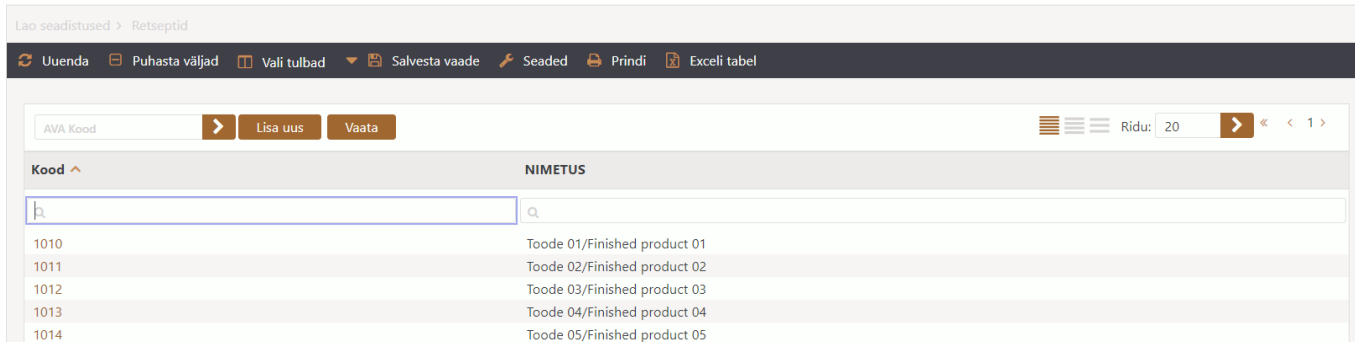 Lao seadistused > Retseptid
Uuenda Puhasta väljad Vali tulbad Salvesta vaade Seaded Prindi Exceli tabel
AVA Kood Lisa uus Vaata Ridu: 20 « < 1 >
Kood NIMETUS
1010 Toode 01/Finished product 01
1011 Toode 02/Finished product 02
1012 Toode 03/Finished product 03
1013 Toode 04/Finished product 04
1014 Toode 05/Finished product 05